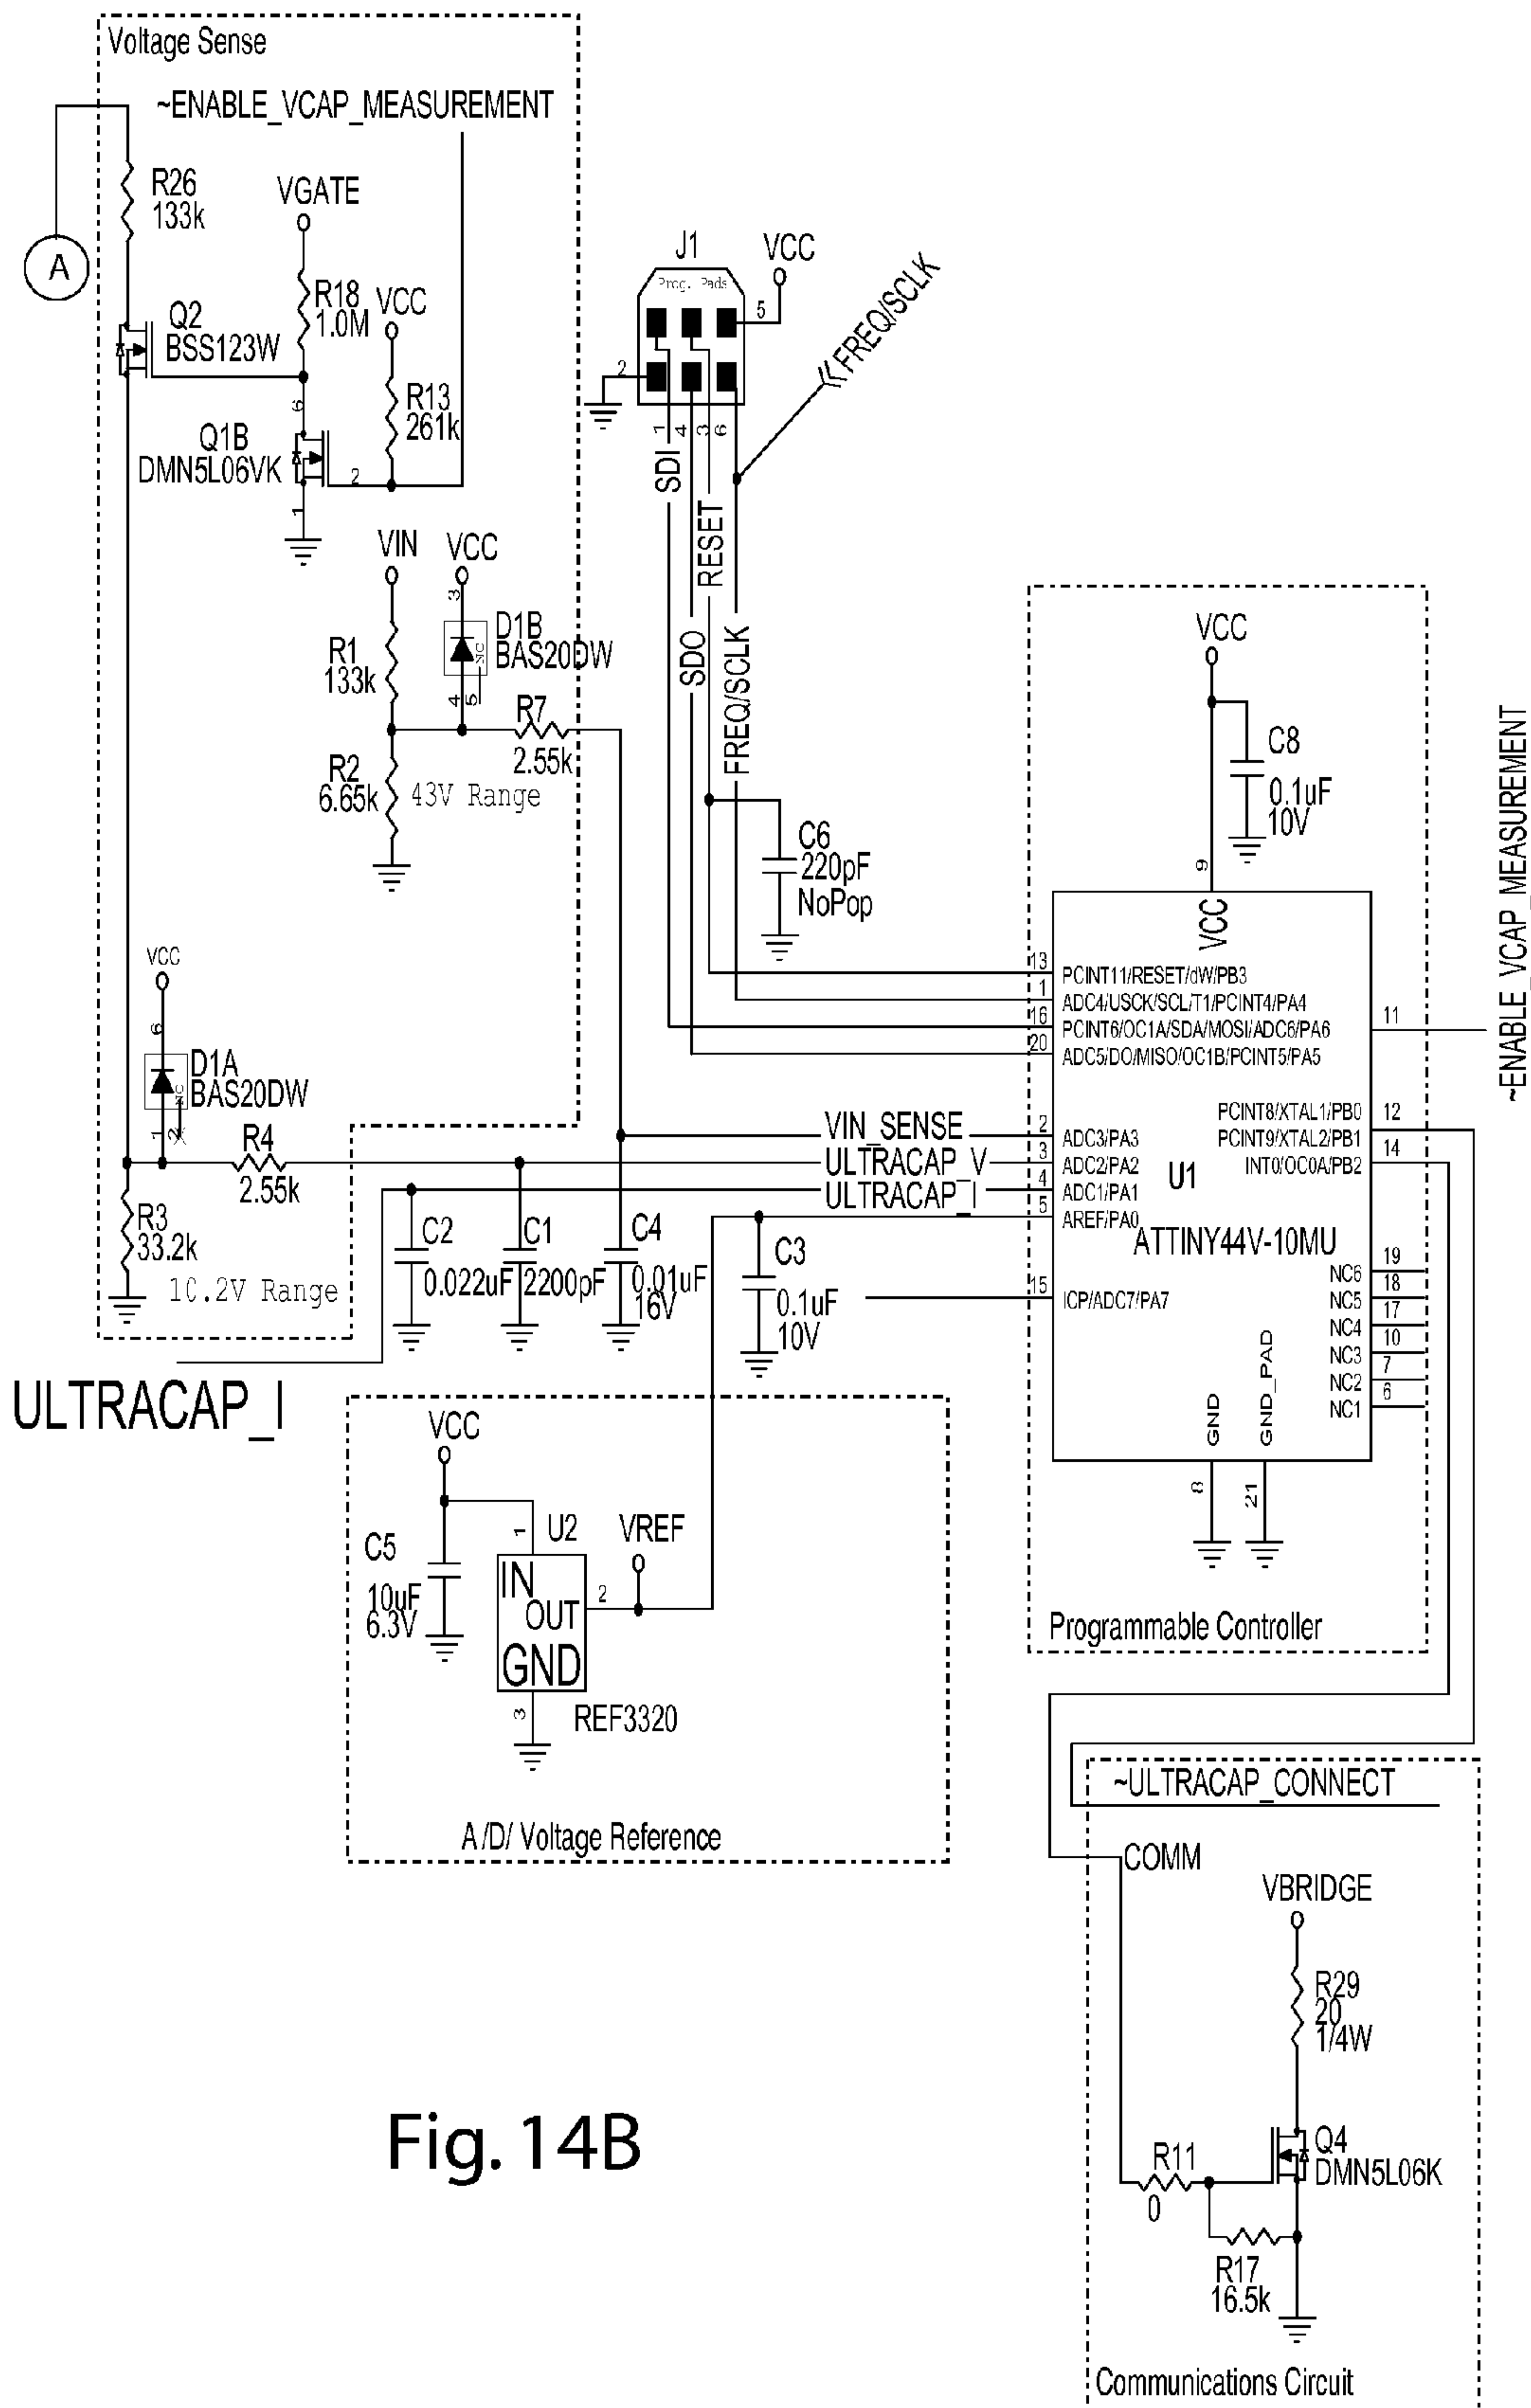 Voltage Sense
~ENABLE_VCAP_MEASUREMENT
A
R26
133k
VGATE
R18
1.0M
VCC
Q2
BSS123W
R13
261k
6
Q1B
DMN5L06VK
2
1
J1
Prog. Pads
VCC
5
2
1
4
3
6
FREQ/SCLK
SDI
RESET
SDO
FREQ/SCLK
VIN
VCC
3
D1B
BAS20DW
NC
4
5
R1
133k
R7
2.55k
R2
6.65k
43V Range
C6
220pF
NoPop
VCC
C8
0.1uF
10V
9
VCC
~ENABLE_VCAP_MEASUREMENT
13
PCINT11/RESET/dW/PB3
1
ADC4/USCK/SCL/T1/PCINT4/PA4
16
PCINT6/OC1A/SDA/MOSI/ADC6/PA6
20
ADC5/DO/MISO/OC1B/PCINT5/PA5
11
PCINT8/XTAL1/PB0
12
PCINT9/XTAL2/PB1
INT0/OC0A/PB2
14
VIN_SENSE
2
ADC3/PA3
ULTRACAP_V
3
ADC2/PA2
ULTRACAP_I
4
ADC1/PA1
5
AREF/PA0
U1
ATTINY44V-10MU
15
ICP/ADC7/PA7
NC6
19
NC5
18
NC4
17
NC3
10
NC2
7
NC1
6
GND
GND_PAD
8
21
Programmable Controller
VCC
6
D1A
BAS20DW
NC
1
2
R4
2.55k
R3
33.2k
10.2V Range
C2
0.022uF
C1
2200pF
C4
0.01uF
16V
C3
0.1uF
10V
ULTRACAP_I
VCC
C5
10uF
6.3V
1
U2
IN
OUT
GND
2
VREF
3
REF3320
A/D/ Voltage Reference
~ULTRACAP_CONNECT
COMM
VBRIDGE
R29
20
1/4W
R11
0
Q4
DMN5L06K
R17
16.5k
Communications Circuit
Fig. 14B